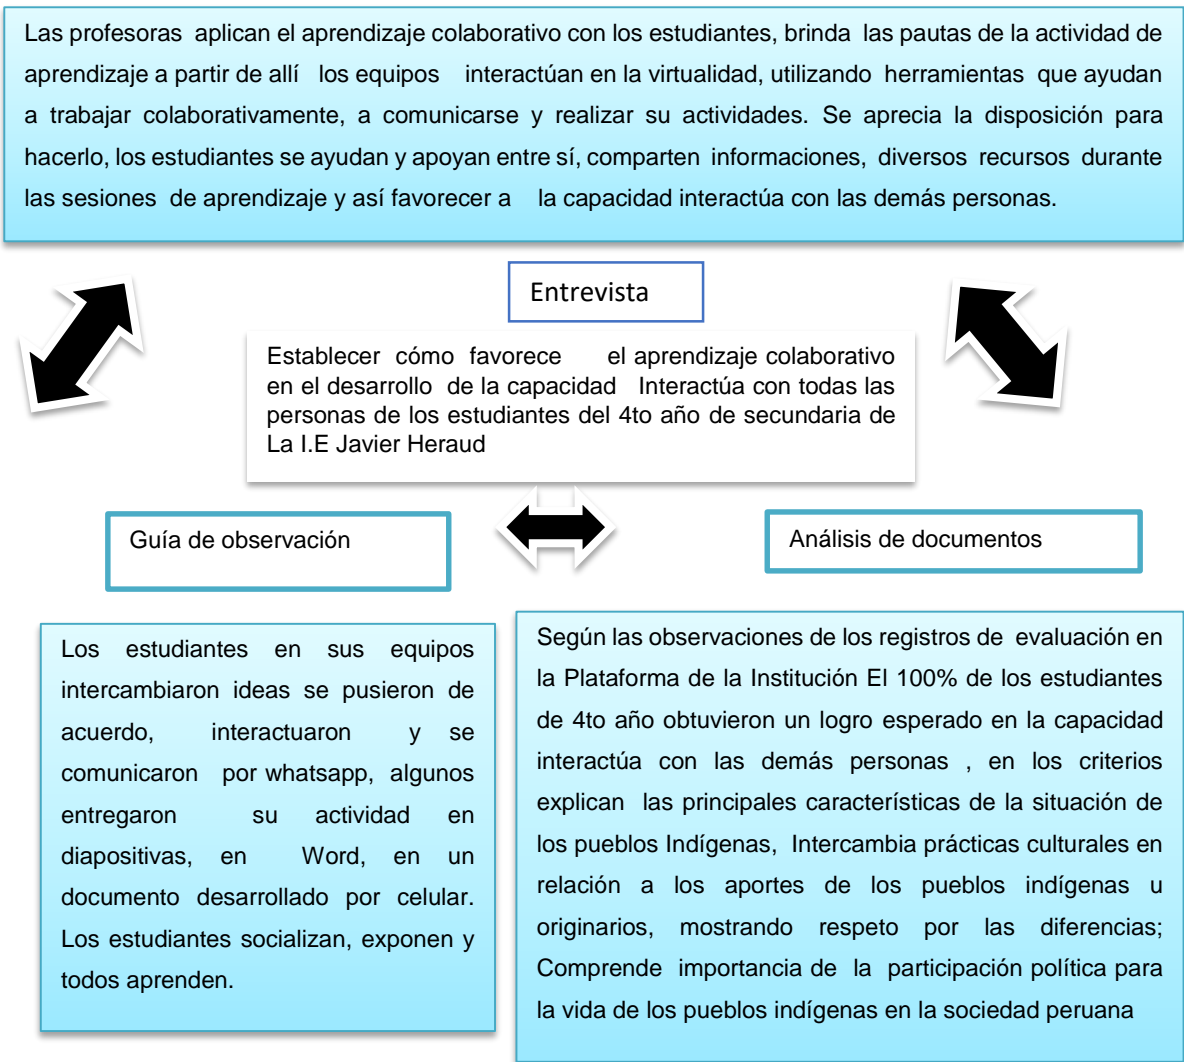 Las profesoras aplican el aprendizaje colaborativo con los estudiantes, brinda las pautas de la actividad de
aprendizaje a partir de allí los equipos interactúan en la virtualidad, utilizando herramientas que ayudan
a trabajar colaborativamente, a comunicarse y realizar su actividades. Se aprecia la disposición para
hacerlo, los estudiantes se ayudan y apoyan entre sí, comparten informaciones, diversos recursos durante
las sesiones de aprendizaje y así favorecer a la capacidad interactúa con las demás personas.
Entrevista
Establecer cómo favorece el aprendizaje colaborativo
en el desarrollo de la capacidad Interactúa con todas las
personas de los estudiantes del 4to año de secundaria de
La I.E Javier Heraud
Guía de observación
Análisis de documentos
Los estudiantes en sus equipos
intercambiaron ideas se pusieron de
acuerdo, interactuaron y se
comunicaron por whatsapp, algunos
entregaron su actividad en
diapositivas, en Word, en un
documento desarrollado por celular.
Los estudiantes socializan, exponen y
todos aprenden.
Según las observaciones de los registros de evaluación en
la Plataforma de la Institución El 100% de los estudiantes
de 4to año obtuvieron un logro esperado en la capacidad
interactúa con las demás personas , en los criterios
explican las principales características de la situación de
los pueblos Indígenas, Intercambia prácticas culturales en
relación a los aportes de los pueblos indígenas u
originarios, mostrando respeto por las diferencias;
Comprende importancia de la participación política para
la vida de los pueblos indígenas en la sociedad peruana